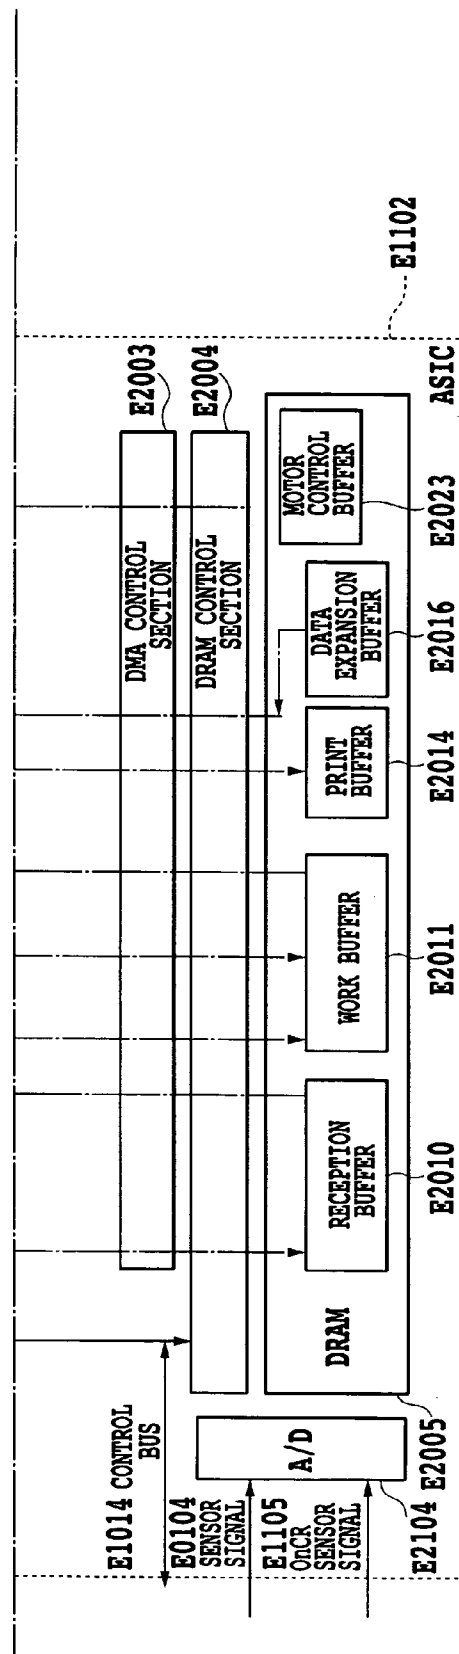 E1014 CONTROL
BUS
E0104
SENSOR
SIGNAL
E1105
OnCR
SENSOR
SIGNAL
A/D
E2104
E2005
DMA CONTROL
SECTION
E2003
DRAM CONTROL
SECTION
E2004
DRAM
RECEPTION
BUFFER
E2010
WORK BUFFER
E2011
PRINT
BUFFER
E2014
DATA
EXPANSION
BUFFER
E2016
MOTOR
CONTROL
BUFFER
E2023
ASIC
E1102